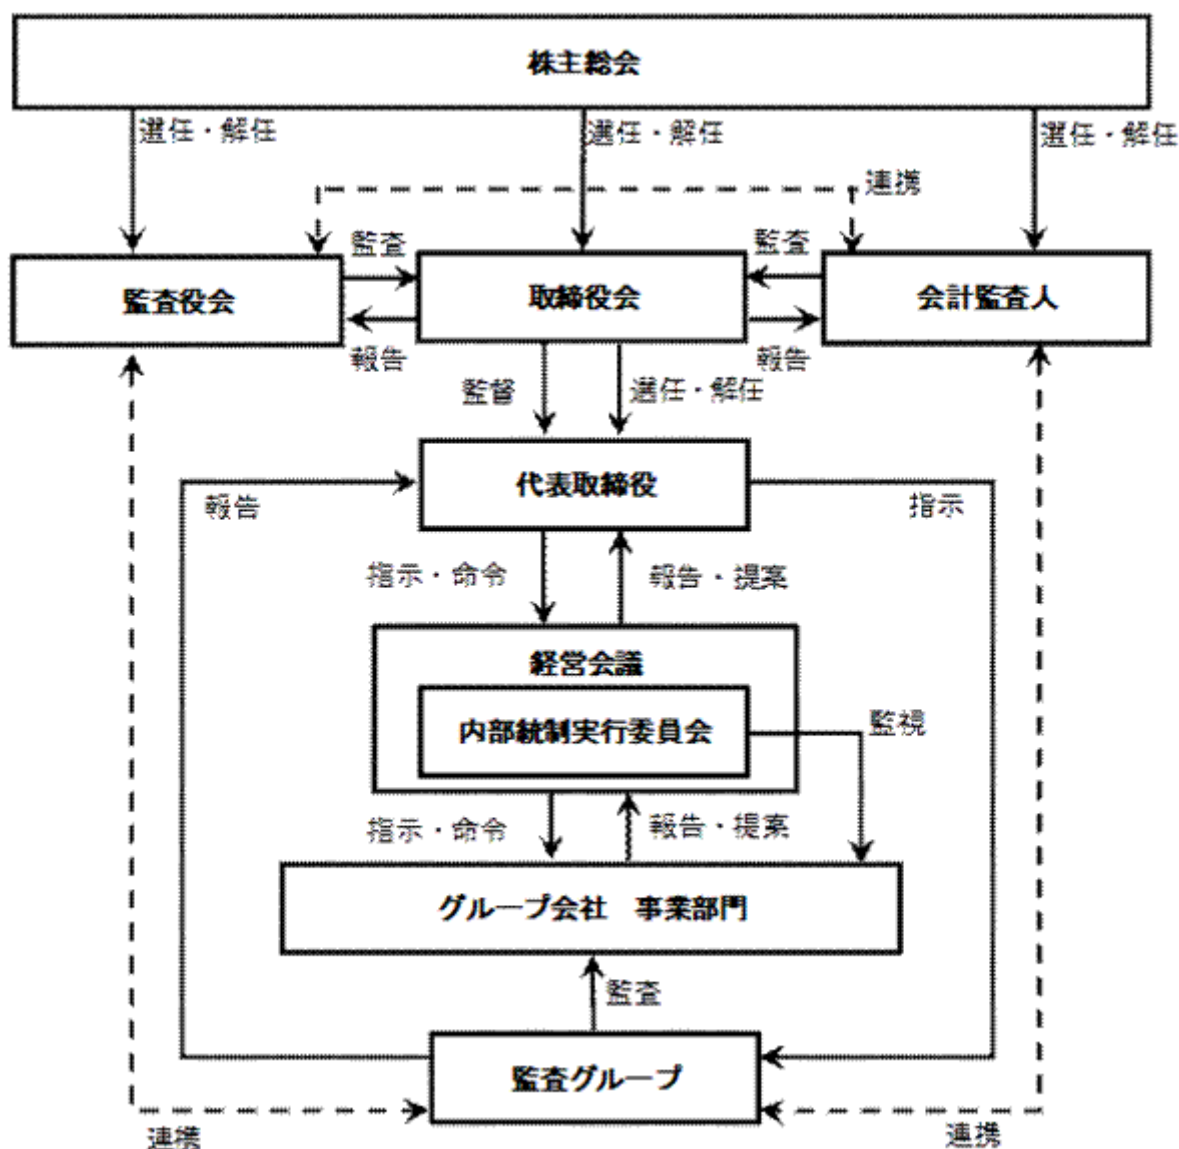 株主総会
選任・解任
選任・解任
選任・解任
連携
監査
監査
監査役会
取締役会
会計監査人
報告
報告
監督
選任・解任
代表取締役
報告
指示
指示・命令
報告・提案
経営会議
内部統制実行委員会
監視
指示・命令
報告・提案
グループ会社　事業部門
監査
監査グループ
連携
連携